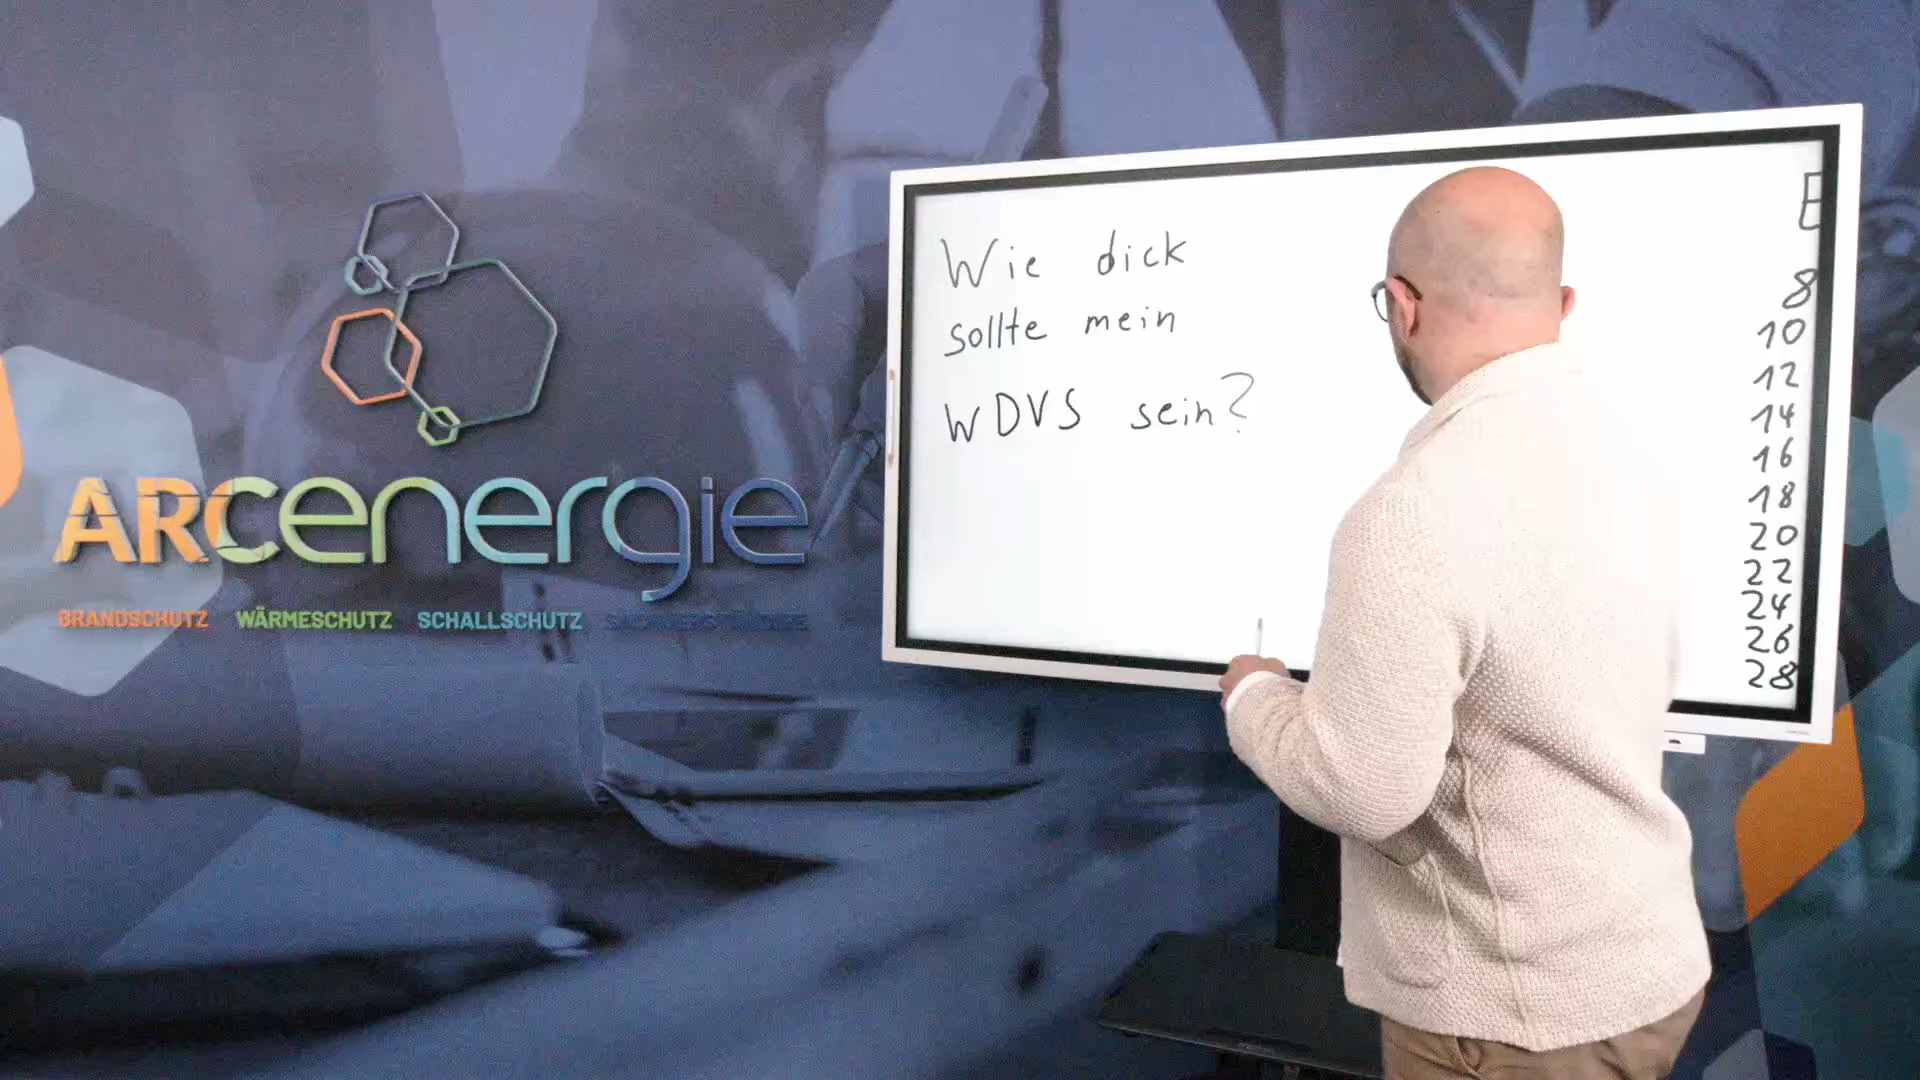 ARCenergie
BRANDSCHUTZ WÄRMESCHUTZ SCHALLSCHUTZ
Wie dick
sollte mein
WDVS sein?
8
10
12
14
16
18
20
22
24
26
28